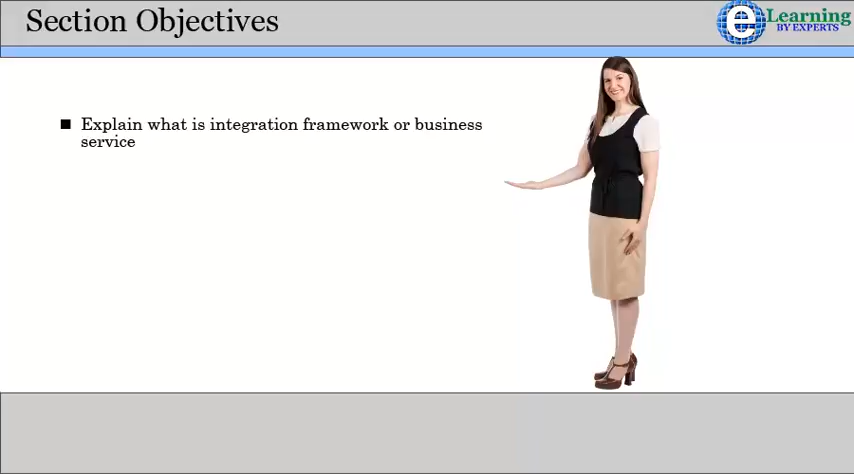 Section Objectives
e Learning
BY EXPERTS
■ Explain what is integration framework or business
service